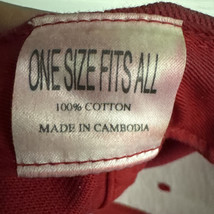 ONE SIZE FITS ALL
100% COTTON
MADE IN CAMBODIA